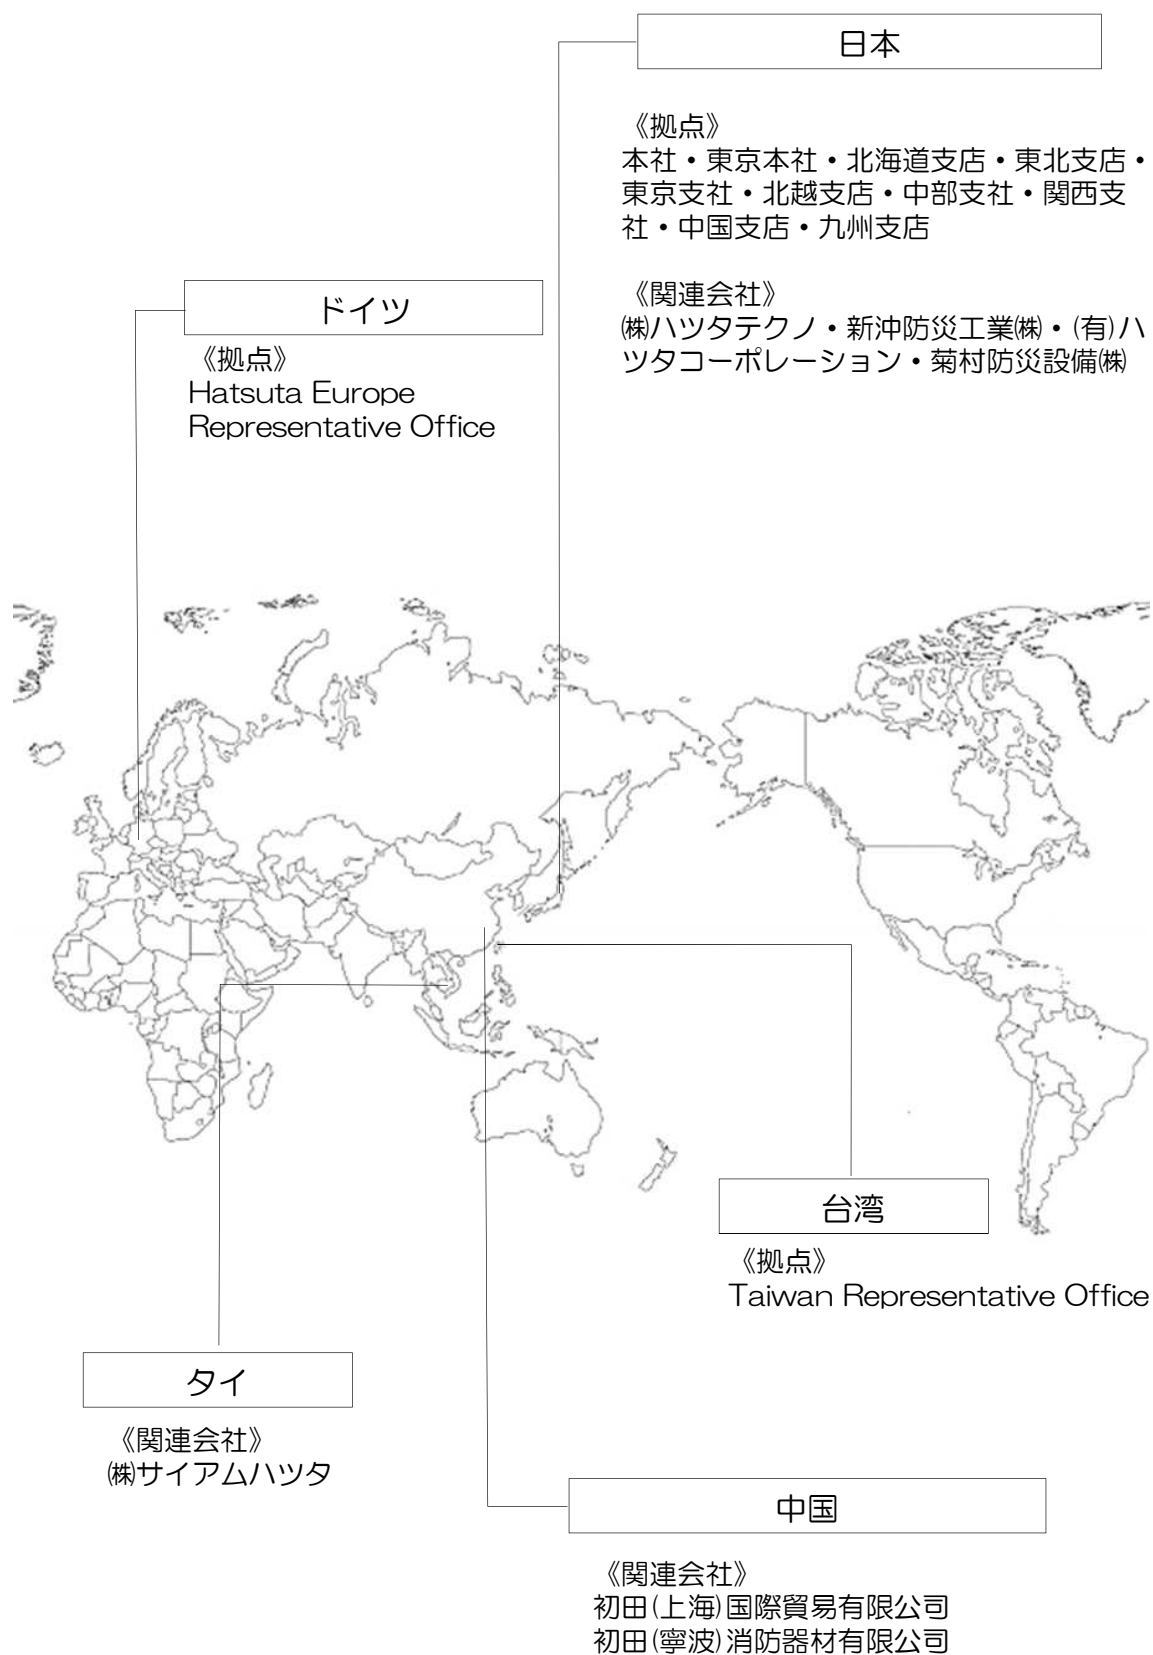 日本
《拠点》
本社・東京本社・北海道支店・東北支店・
東京支社・北越支店・中部支社・関西支
社・中国支店・九州支店
《関連会社》
㈱ハツタテクノ・新沖防災工業㈱・(有)ハ
ツタコーポレーション・菊村防災設備㈱
ドイツ
《拠点》
Hatsuta Europe
Representative Office
台湾
《拠点》
Taiwan Representative Office
タイ
《関連会社》
㈱サイアムハツタ
中国
《関連会社》
初田(上海)国際貿易有限公司
初田(寧波)消防器材有限公司